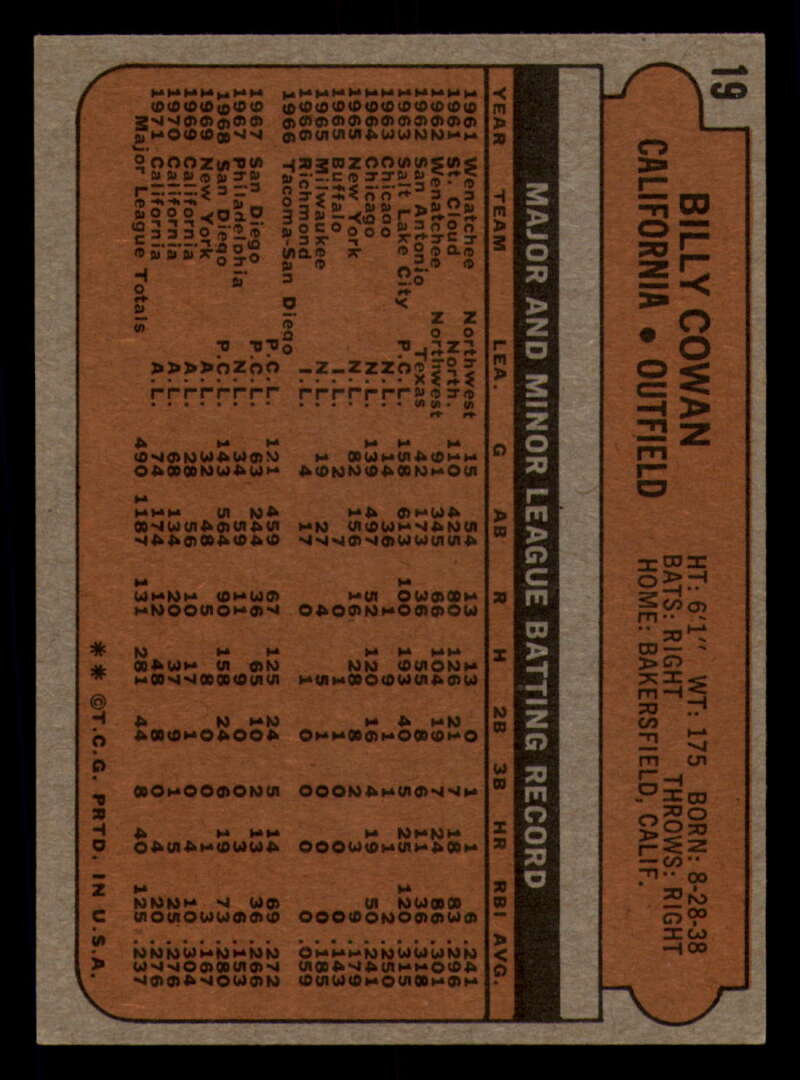 19
BILLY COWAN
CALIFORNIA • OUTFIELD
HT: 6'1" WT: 175 BORN: 8-28-38
BATS: RIGHT THROWS: RIGHT
HOME: BAKERSFIELD, CALIF.
MAJOR AND MINOR LEAGUE BATTING RECORD
YEAR TEAM LEA. G AB R H 2B 3B HR RBI AVG.
1961 Wenatchee Northwest 15 54 13 13 0 1 1 6 .241
1961 St. Cloud North. 110 425 80 126 21 7 18 83 .296
1962 Wenatchee Northwest 91 345 66 104 19 7 24 86 .301
1962 San Antonio Texas 42 173 36 55 8 6 11 36 .318
1963 Salt Lake City P.C.L. 158 613 100 193 40 5 25 120 .315
1963 Chicago N.L. 14 36 1 9 1 1 1 2 .250
1964 Chicago N.L. 139 497 52 120 16 4 19 50 .241
1965 New York N.L. 82 156 16 28 8 2 3 9 .179
1965 Buffalo I.L. 2 7 0 1 1 0 0 0 .143
1965 Milwaukee N.L. 19 27 4 5 1 0 0 0 .185
1966 Richmond I.L. 4 17 0 1 0 0 0 0 .059
1966 Tacoma-San Diego
P.C.L. 121 459 67 125 24 5 14 69 .272
1967 San Diego P.C.L. 63 244 36 65 10 2 13 36 .266
1967 Philadelphia N.L. 34 59 11 9 0 0 3 6 .153
1968 San Diego P.C.L. 143 564 90 158 24 6 19 73 .280
1969 New York A.L. 32 48 5 8 0 0 1 3 .167
1969 California A.L. 28 56 10 17 1 0 4 10 .304
1970 California A.L. 68 134 20 37 9 1 5 25 .276
1971 California A.L. 74 174 12 48 8 0 4 20 .276
Major League Totals 490 1187 131 281 44 8 40 125 .237
** ©T.C.G. PRTD. IN U.S.A.